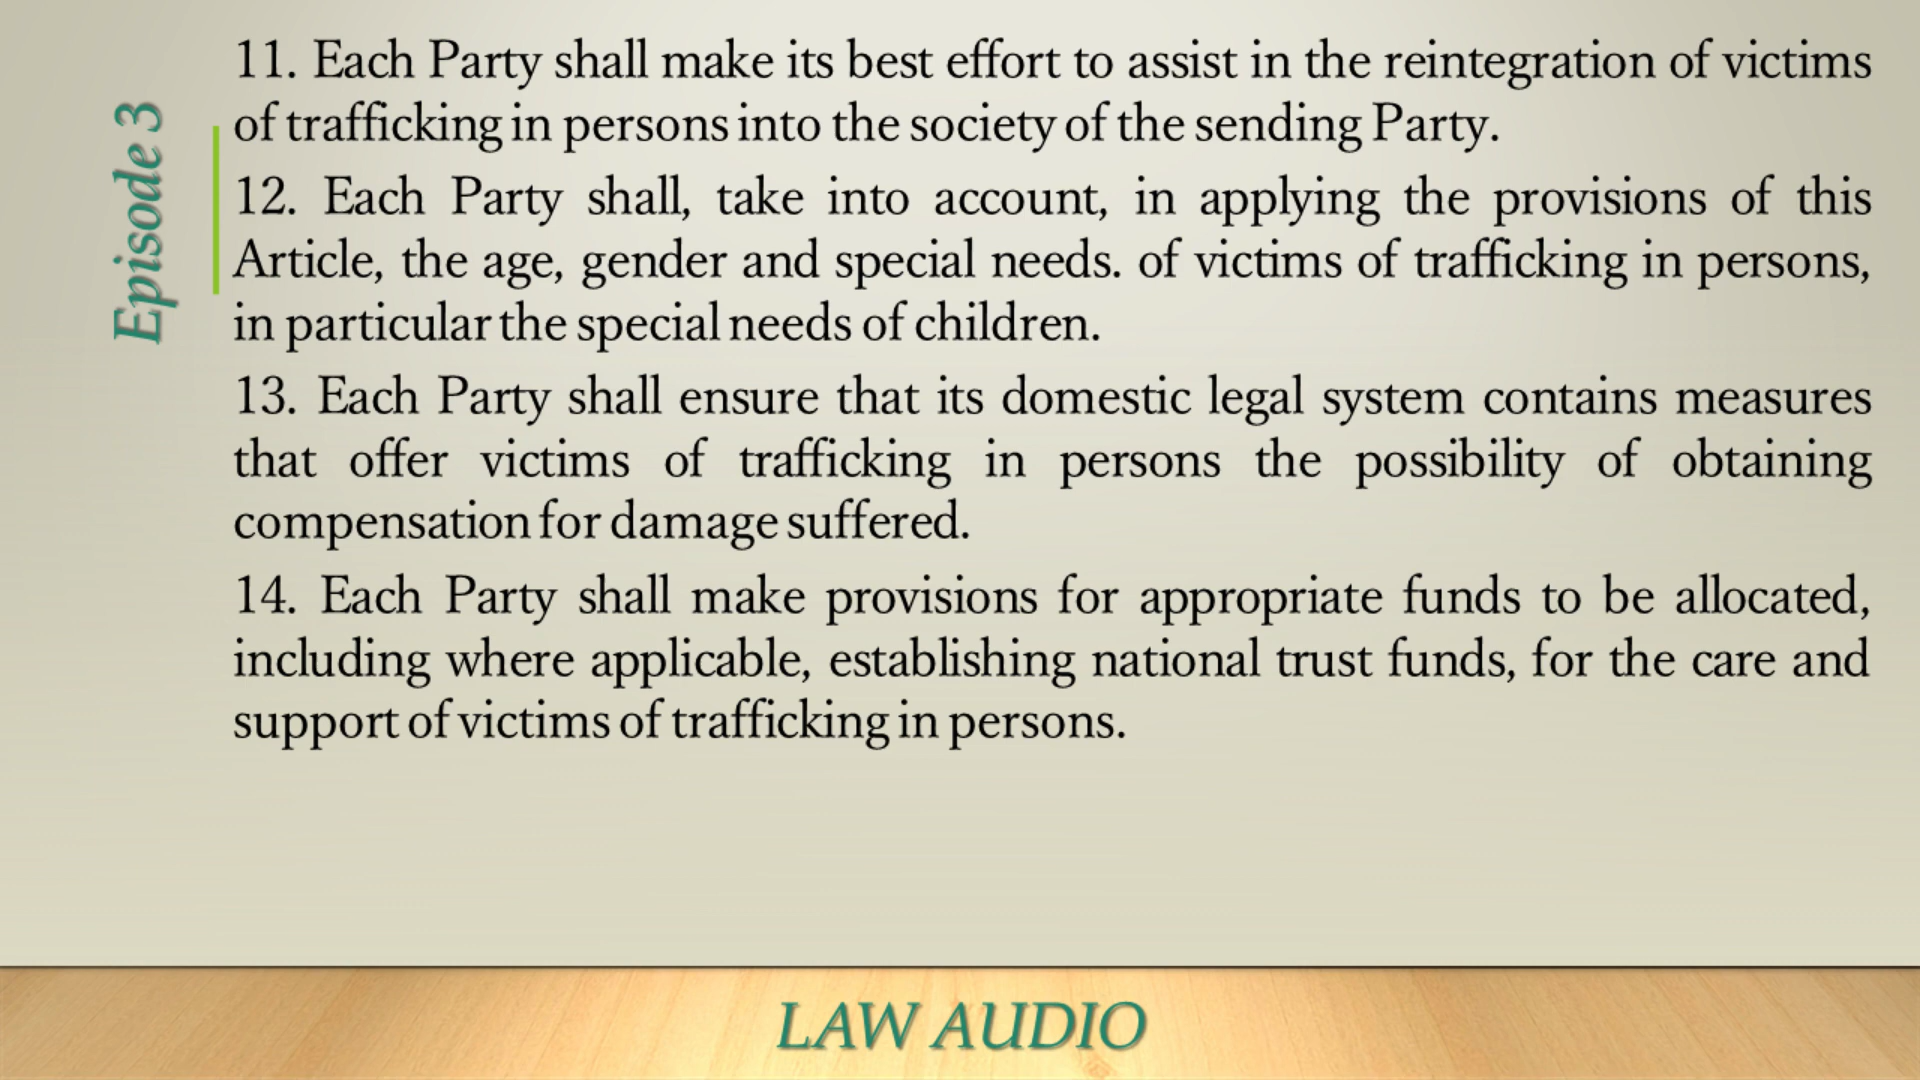 Episode 3
11. Each Party shall make its best effort to assist in the reintegration of victims
of trafficking in persons into the society of the sending Party.
12. Each Party shall, take into account, in applying the provisions of this
Article, the age, gender and special needs. of victims of trafficking in persons,
in particular the special needs of children.
13. Each Party shall ensure that its domestic legal system contains measures
that offer victims of trafficking in persons the possibility of obtaining
compensation for damage suffered.
14. Each Party shall make provisions for appropriate funds to be allocated,
including where applicable, establishing national trust funds, for the care and
support of victims of trafficking in persons.
LAW AUDIO